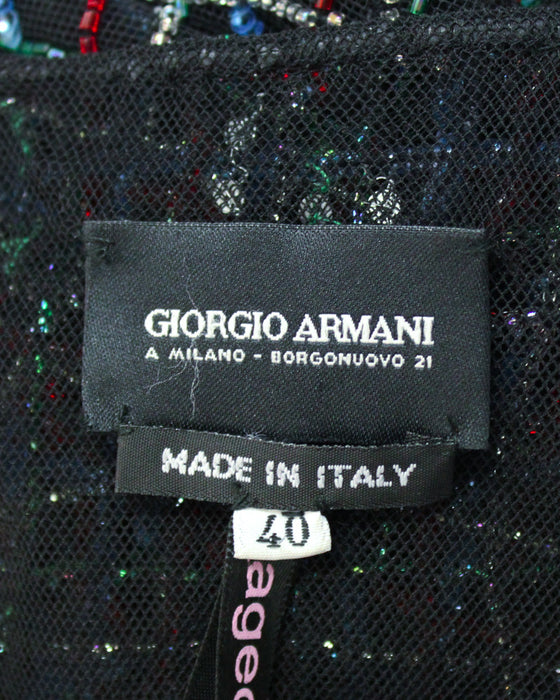 GIORGIO ARMANI
A MILANO - BORGONUOVO 21
MADE IN ITALY
40